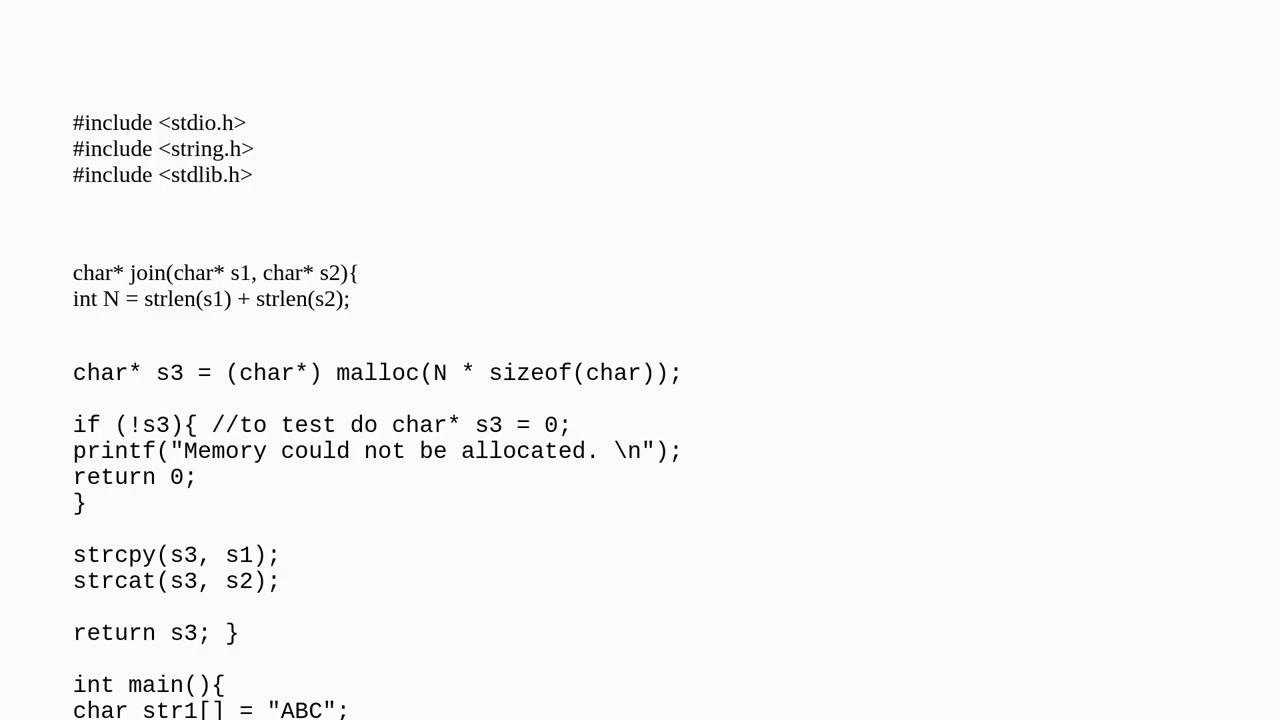 #include <stdio.h>
#include <string.h>
#include <stdlib.h>
char* join(char* s1, char* s2){
int N = strlen(s1) + strlen(s2);
char* s3 = (char*) malloc(N * sizeof(char));
if (!s3){ //to test do char* s3 = 0;
printf("Memory could not be allocated. \n");
return 0;
}
strcpy(s3, s1);
strcat(s3, s2);
return s3; }
int main(){
char str1[] = "ABC";